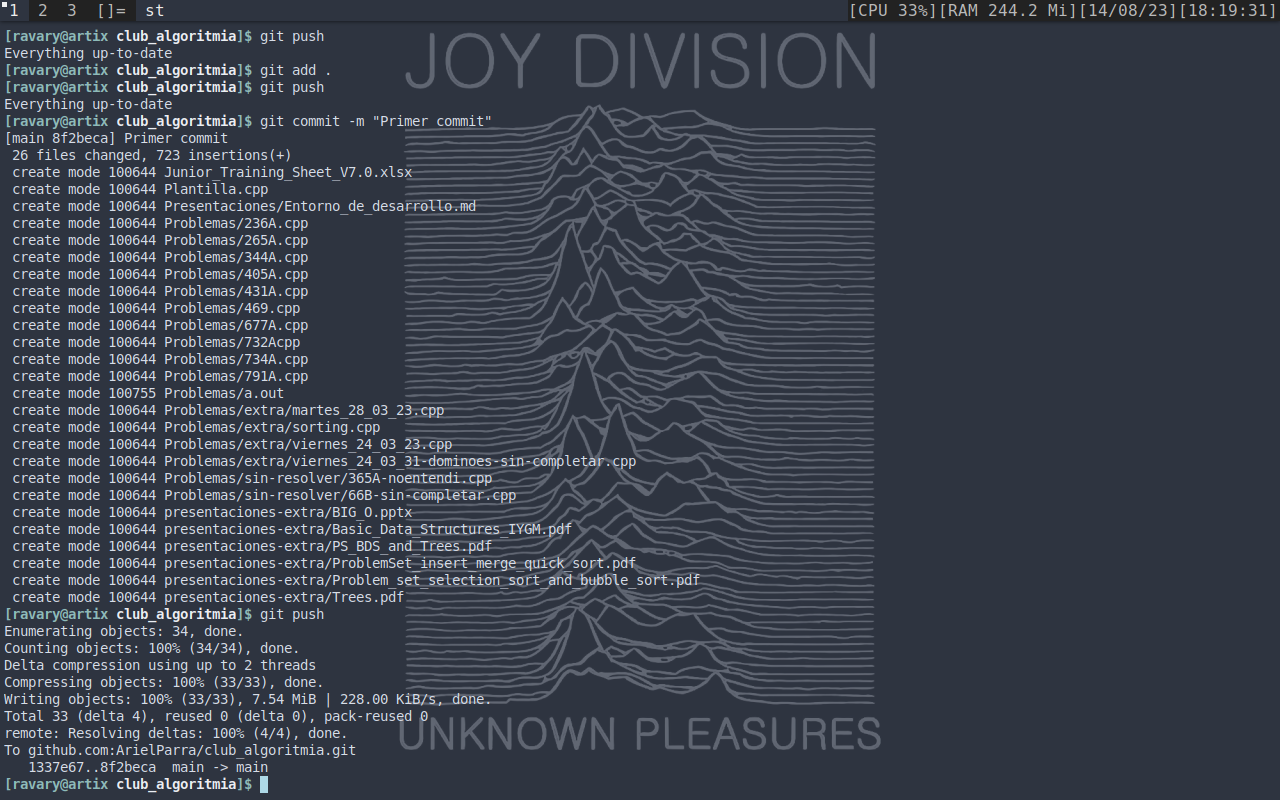 1 2 3 []= st [CPU 33%][RAM 244.2 Mi][14/08/23][18:19:31]
JOY DIVISION
[ravary@artix club_algoritmia]$ git push
Everything up-to-date
[ravary@artix club_algoritmia]$ git add .
[ravary@artix club_algoritmia]$ git push
Everything up-to-date
[ravary@artix club_algoritmia]$ git commit -m "Primer commit"
[main 8f2beca] Primer commit
 26 files changed, 723 insertions(+)
 create mode 100644 Junior_Training_Sheet_V7.0.xlsx
 create mode 100644 Plantilla.cpp
 create mode 100644 Presentaciones/Entorno_de_desarrollo.md
 create mode 100644 Problemas/236A.cpp
 create mode 100644 Problemas/265A.cpp
 create mode 100644 Problemas/344A.cpp
 create mode 100644 Problemas/405A.cpp
 create mode 100644 Problemas/431A.cpp
 create mode 100644 Problemas/469.cpp
 create mode 100644 Problemas/677A.cpp
 create mode 100644 Problemas/732Acpp
 create mode 100644 Problemas/734A.cpp
 create mode 100644 Problemas/791A.cpp
 create mode 100755 Problemas/a.out
 create mode 100644 Problemas/extra/martes_28_03_23.cpp
 create mode 100644 Problemas/extra/sorting.cpp
 create mode 100644 Problemas/extra/viernes_24_03_23.cpp
 create mode 100644 Problemas/extra/viernes_24_03_31-dominoes-sin-completar.cpp
 create mode 100644 Problemas/sin-resolver/365A-noentendi.cpp
 create mode 100644 Problemas/sin-resolver/66B-sin-completar.cpp
 create mode 100644 presentaciones-extra/BIG_O.pptx
 create mode 100644 presentaciones-extra/Basic_Data_Structures_IYGM.pdf
 create mode 100644 presentaciones-extra/PS_BDS_and_Trees.pdf
 create mode 100644 presentaciones-extra/ProblemSet_insert_merge_quick_sort.pdf
 create mode 100644 presentaciones-extra/Problem_set_selection_sort_and_bubble_sort.pdf
 create mode 100644 presentaciones-extra/Trees.pdf
[ravary@artix club_algoritmia]$ git push
Enumerating objects: 34, done.
Counting objects: 100% (34/34), done.
Delta compression using up to 2 threads
Compressing objects: 100% (33/33), done.
Writing objects: 100% (33/33), 7.54 MiB | 228.00 KiB/s, done.
Total 33 (delta 4), reused 0 (delta 0), pack-reused 0
remote: Resolving deltas: 100% (4/4), done.
UNKNOWN PLEASURES
To github.com:ArielParra/club_algoritmia.git
   1337e67..8f2beca  main -> main
[ravary@artix club_algoritmia]$